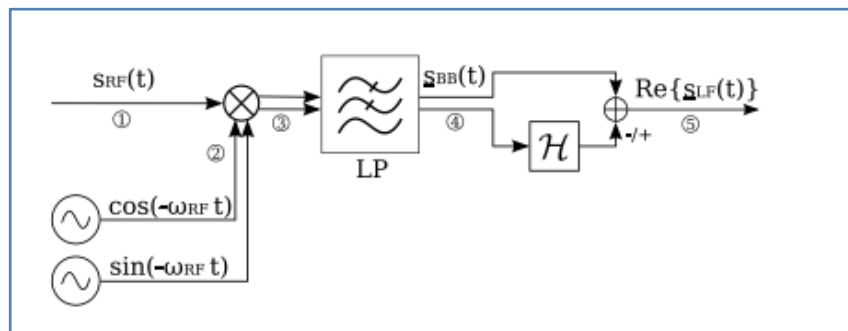 sRF(t)
①
②
③
LP
sBB(t)
④
ℋ
-/+
Re{sLF(t)}
⑤
cos(-ωRF t)
sin(-ωRF t)